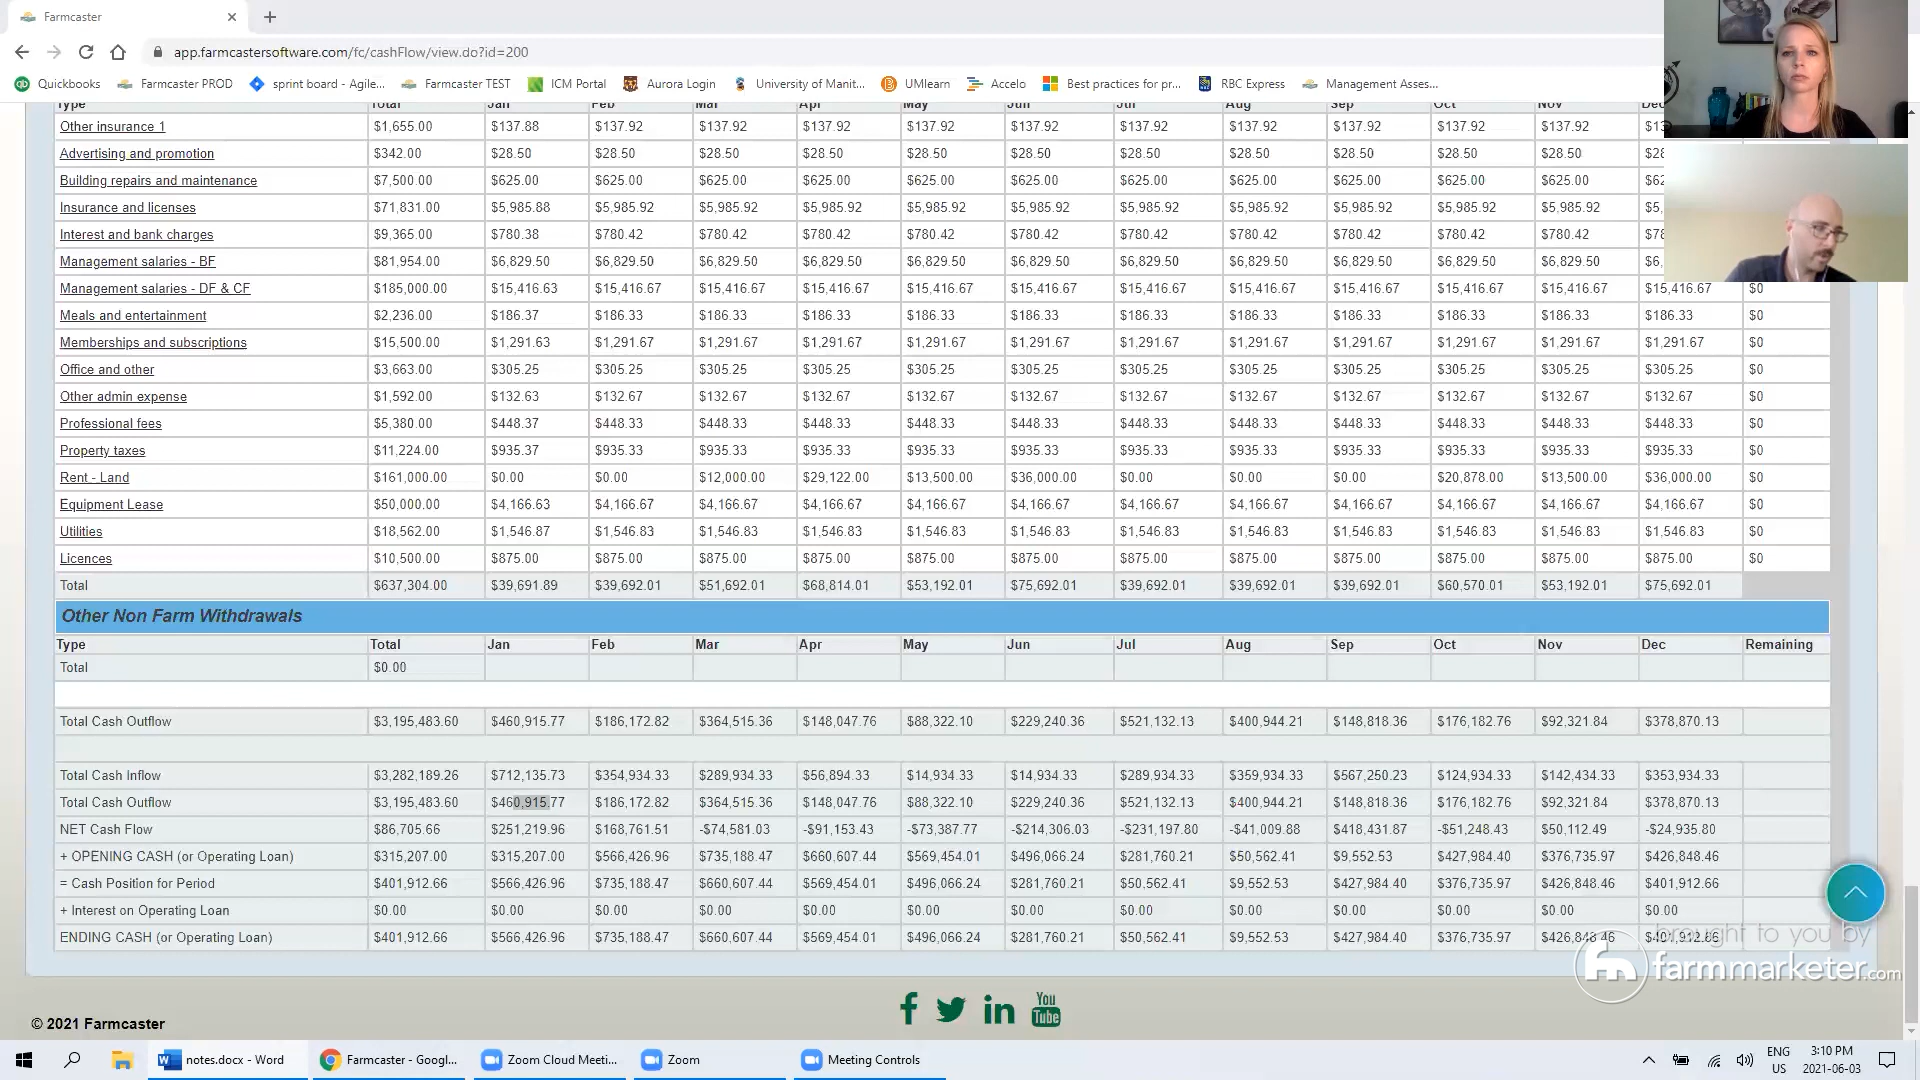 Farmcaster
app.farmcastersoftware.com/fc/cashFlow/view.do?id=200
Quickbooks Farmcaster PROD sprint board - Agile... Farmcaster TEST ICM Portal Aurora Login University of Manit... UMlearn Accelo Best practices for pr... RBC Express Management Asses...
Type Total Jan Feb Mar Apr May Jun Jul Aug Sep Oct Nov Dec
Other insurance 1 $1,655.00 $137.88 $137.92 $137.92 $137.92 $137.92 $137.92 $137.92 $137.92 $137.92 $137.92 $137.92 $13
Advertising and promotion $342.00 $28.50 $28.50 $28.50 $28.50 $28.50 $28.50 $28.50 $28.50 $28.50 $28.50 $28.50 $28
Building repairs and maintenance $7,500.00 $625.00 $625.00 $625.00 $625.00 $625.00 $625.00 $625.00 $625.00 $625.00 $625.00 $625.00 $62
Insurance and licenses $71,831.00 $5,985.88 $5,985.92 $5,985.92 $5,985.92 $5,985.92 $5,985.92 $5,985.92 $5,985.92 $5,985.92 $5,985.92 $5,985.92 $5,
Interest and bank charges $9,365.00 $780.38 $780.42 $780.42 $780.42 $780.42 $780.42 $780.42 $780.42 $780.42 $780.42 $780.42 $78
Management salaries - BF $81,954.00 $6,829.50 $6,829.50 $6,829.50 $6,829.50 $6,829.50 $6,829.50 $6,829.50 $6,829.50 $6,829.50 $6,829.50 $6,829.50 $6,
Management salaries - DF & CF $185,000.00 $15,416.63 $15,416.67 $15,416.67 $15,416.67 $15,416.67 $15,416.67 $15,416.67 $15,416.67 $15,416.67 $15,416.67 $15,416.67 $15,416.67 $0
Meals and entertainment $2,236.00 $186.37 $186.33 $186.33 $186.33 $186.33 $186.33 $186.33 $186.33 $186.33 $186.33 $186.33 $186.33 $0
Memberships and subscriptions $15,500.00 $1,291.63 $1,291.67 $1,291.67 $1,291.67 $1,291.67 $1,291.67 $1,291.67 $1,291.67 $1,291.67 $1,291.67 $1,291.67 $1,291.67 $0
Office and other $3,663.00 $305.25 $305.25 $305.25 $305.25 $305.25 $305.25 $305.25 $305.25 $305.25 $305.25 $305.25 $305.25 $0
Other admin expense $1,592.00 $132.63 $132.67 $132.67 $132.67 $132.67 $132.67 $132.67 $132.67 $132.67 $132.67 $132.67 $132.67 $0
Professional fees $5,380.00 $448.37 $448.33 $448.33 $448.33 $448.33 $448.33 $448.33 $448.33 $448.33 $448.33 $448.33 $448.33 $0
Property taxes $11,224.00 $935.37 $935.33 $935.33 $935.33 $935.33 $935.33 $935.33 $935.33 $935.33 $935.33 $935.33 $935.33 $0
Rent - Land $161,000.00 $0.00 $0.00 $12,000.00 $29,122.00 $13,500.00 $36,000.00 $0.00 $0.00 $0.00 $20,878.00 $13,500.00 $36,000.00 $0
Equipment Lease $50,000.00 $4,166.63 $4,166.67 $4,166.67 $4,166.67 $4,166.67 $4,166.67 $4,166.67 $4,166.67 $4,166.67 $4,166.67 $4,166.67 $4,166.67 $0
Utilities $18,562.00 $1,546.87 $1,546.83 $1,546.83 $1,546.83 $1,546.83 $1,546.83 $1,546.83 $1,546.83 $1,546.83 $1,546.83 $1,546.83 $1,546.83 $0
Licences $10,500.00 $875.00 $875.00 $875.00 $875.00 $875.00 $875.00 $875.00 $875.00 $875.00 $875.00 $875.00 $875.00 $0
Total $637,304.00 $39,691.89 $39,692.01 $51,692.01 $68,814.01 $53,192.01 $75,692.01 $39,692.01 $39,692.01 $39,692.01 $60,570.01 $53,192.01 $75,692.01
Other Non Farm Withdrawals
Type Total Jan Feb Mar Apr May Jun Jul Aug Sep Oct Nov Dec Remaining
Total $0.00
Total Cash Outflow $3,195,483.60 $460,915.77 $186,172.82 $364,515.36 $148,047.76 $88,322.10 $229,240.36 $521,132.13 $400,944.21 $148,818.36 $176,182.76 $92,321.84 $378,870.13
Total Cash Inflow $3,282,189.26 $712,135.73 $354,934.33 $289,934.33 $56,894.33 $14,934.33 $14,934.33 $289,934.33 $359,934.33 $567,250.23 $124,934.33 $142,434.33 $353,934.33
Total Cash Outflow $3,195,483.60 $460,915.77 $186,172.82 $364,515.36 $148,047.76 $88,322.10 $229,240.36 $521,132.13 $400,944.21 $148,818.36 $176,182.76 $92,321.84 $378,870.13
NET Cash Flow $86,705.66 $251,219.96 $168,761.51 -$74,581.03 -$91,153.43 -$73,387.77 -$214,306.03 -$231,197.80 -$41,009.88 $418,431.87 -$51,248.43 $50,112.49 -$24,935.80
+ OPENING CASH (or Operating Loan) $315,207.00 $315,207.00 $566,426.96 $735,188.47 $660,607.44 $569,454.01 $496,066.24 $281,760.21 $50,562.41 $9,552.53 $427,984.40 $376,735.97 $426,848.46
= Cash Position for Period $401,912.66 $566,426.96 $735,188.47 $660,607.44 $569,454.01 $496,066.24 $281,760.21 $50,562.41 $9,552.53 $427,984.40 $376,735.97 $426,848.46 $401,912.66
+ Interest on Operating Loan $0.00 $0.00 $0.00 $0.00 $0.00 $0.00 $0.00 $0.00 $0.00 $0.00 $0.00 $0.00 $0.00
ENDING CASH (or Operating Loan) $401,912.66 $566,426.96 $735,188.47 $660,607.44 $569,454.01 $496,066.24 $281,760.21 $50,562.41 $9,552.53 $427,984.40 $376,735.97 $426,848.46 $401,912.66
brought to you by
farmmarketer.com
You
Tube
© 2021 Farmcaster
notes.docx - Word Farmcaster - Googl... Zoom Cloud Meeti... Zoom Meeting Controls
ENG 3:10 PM
US 2021-06-03